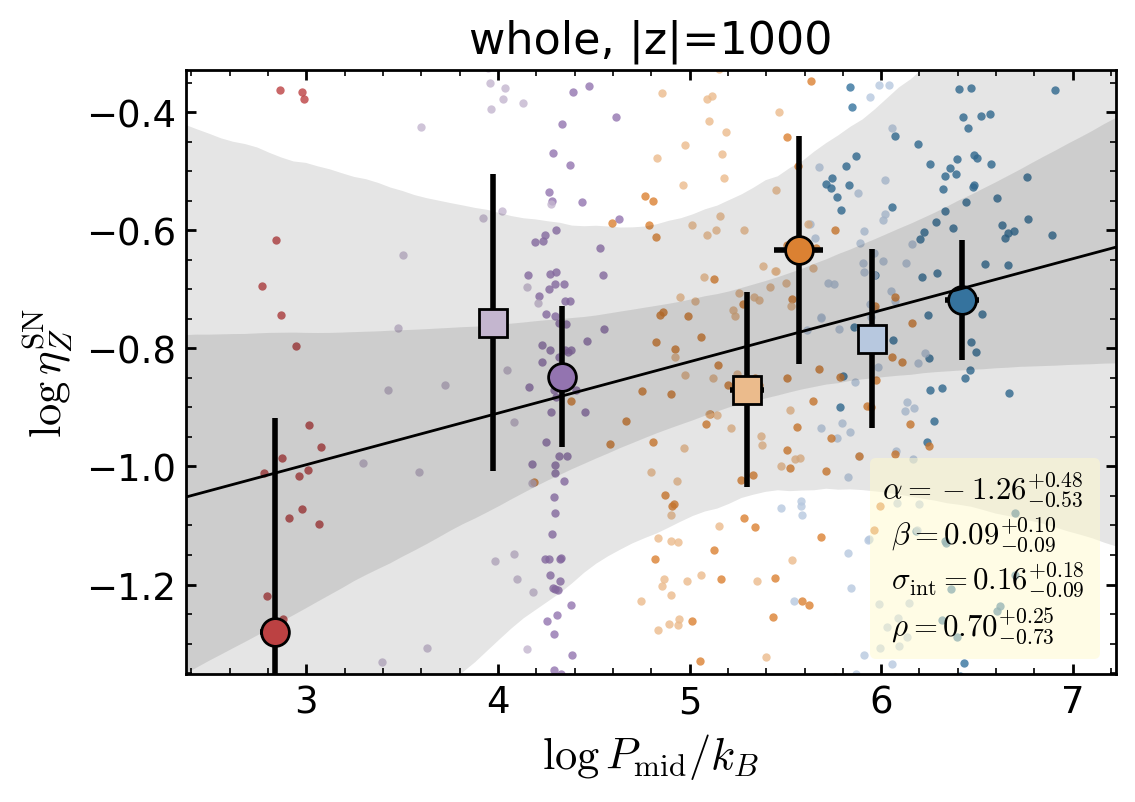 whole, |z|=1000
log η_Z^SN
−0.4
−0.6
−0.8
−1.0
−1.2
3 4 5 6 7
log P_mid/k_B
α = −1.26 +0.48 −0.53
β = 0.09 +0.10 −0.09
σ_int = 0.16 +0.18 −0.09
ρ = 0.70 +0.25 −0.73